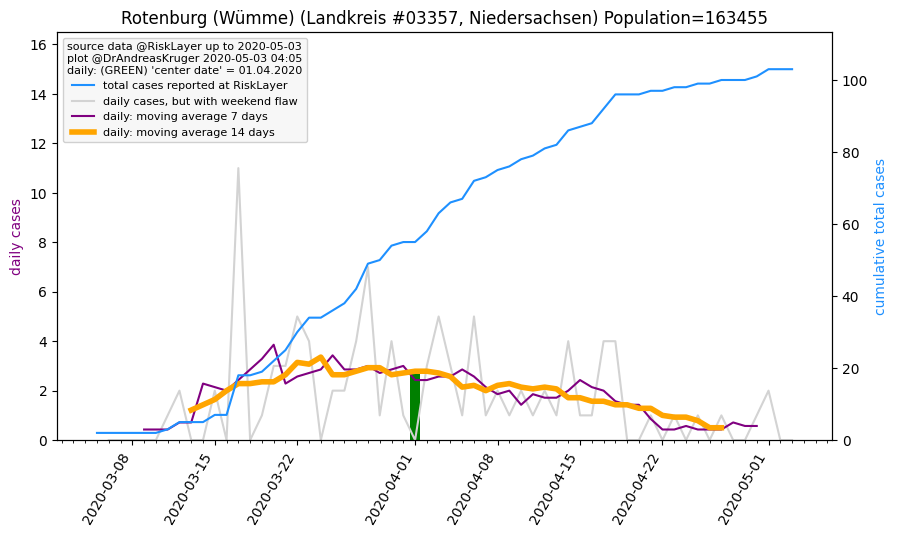 Rotenburg (Wümme) (Landkreis #03357, Niedersachsen) Population=163455
source data @RiskLayer up to 2020-05-03
plot @DrAndreasKruger 2020-05-03 04:05
daily: (GREEN) 'center date' = 01.04.2020
total cases reported at RiskLayer
daily cases, but with weekend flaw
daily: moving average 7 days
daily: moving average 14 days
daily cases
16
14
12
10
8
6
4
2
0
100
80
60
40
20
0
cumulative total cases
2020-03-08
2020-03-15
2020-03-22
2020-04-01
2020-04-08
2020-04-15
2020-04-22
2020-05-01